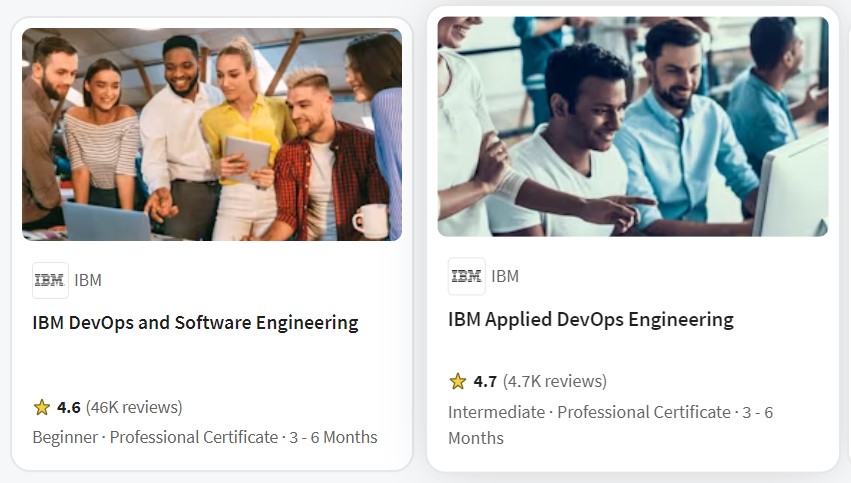 IBM IBM
IBM DevOps and Software Engineering
4.6 (46K reviews)
Beginner · Professional Certificate · 3 - 6 Months
IBM IBM
IBM Applied DevOps Engineering
4.7 (4.7K reviews)
Intermediate · Professional Certificate · 3 - 6
Months